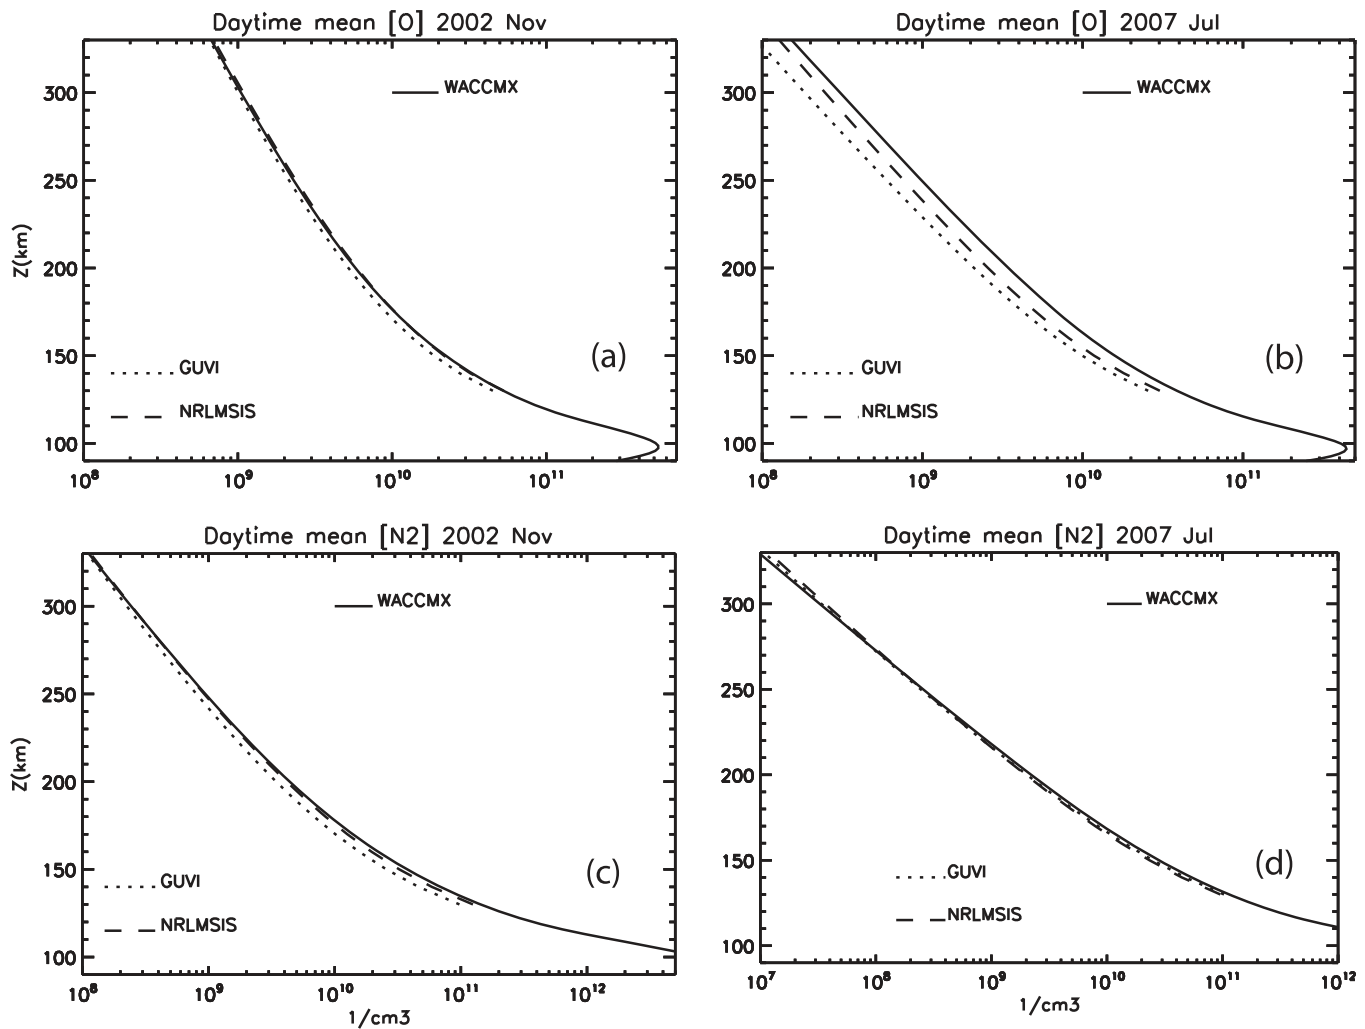 Daytime mean [O] 2002 Nov
Z(km)
300
250
200
150
100
WACCMX
GUVI
NRLMSIS
(a)
10^8 10^9 10^10 10^11
Daytime mean [O] 2007 Jul
300
250
200
150
100
WACCMX
GUVI
NRLMSIS
(b)
10^8 10^9 10^10 10^11
Daytime mean [N2] 2002 Nov
Z(km)
300
250
200
150
100
WACCMX
GUVI
NRLMSIS
(c)
10^8 10^9 10^10 10^11 10^12
1/cm3
Daytime mean [N2] 2007 Jul
300
250
200
150
100
WACCMX
GUVI
NRLMSIS
(d)
10^7 10^8 10^9 10^10 10^11 10^12
1/cm3